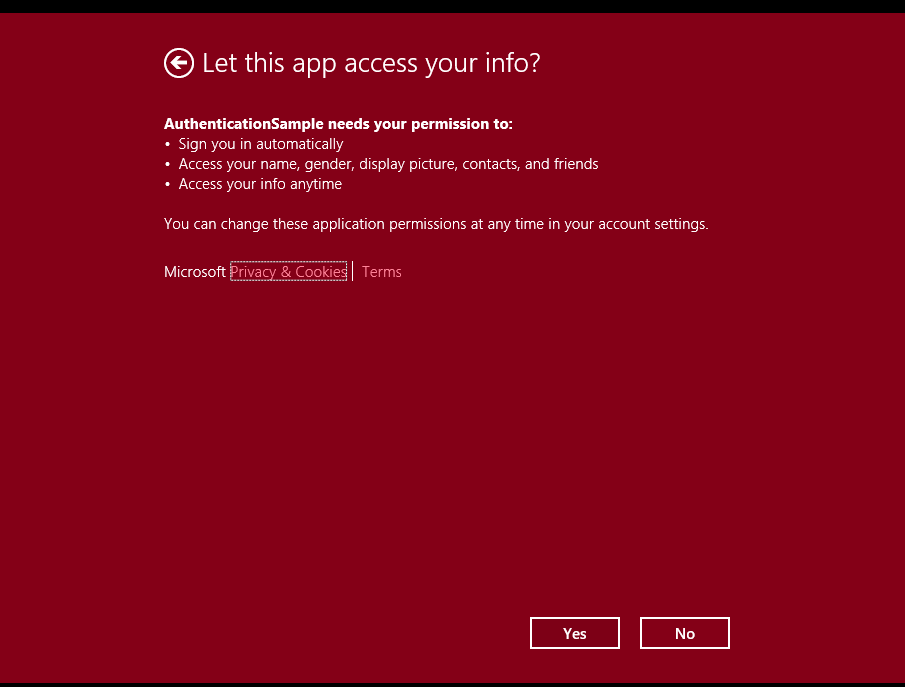 Let this app access your info?
AuthenticationSample needs your permission to:
• Sign you in automatically
• Access your name, gender, display picture, contacts, and friends
• Access your info anytime
You can change these application permissions at any time in your account settings.
Microsoft Privacy & Cookies | Terms
Yes No